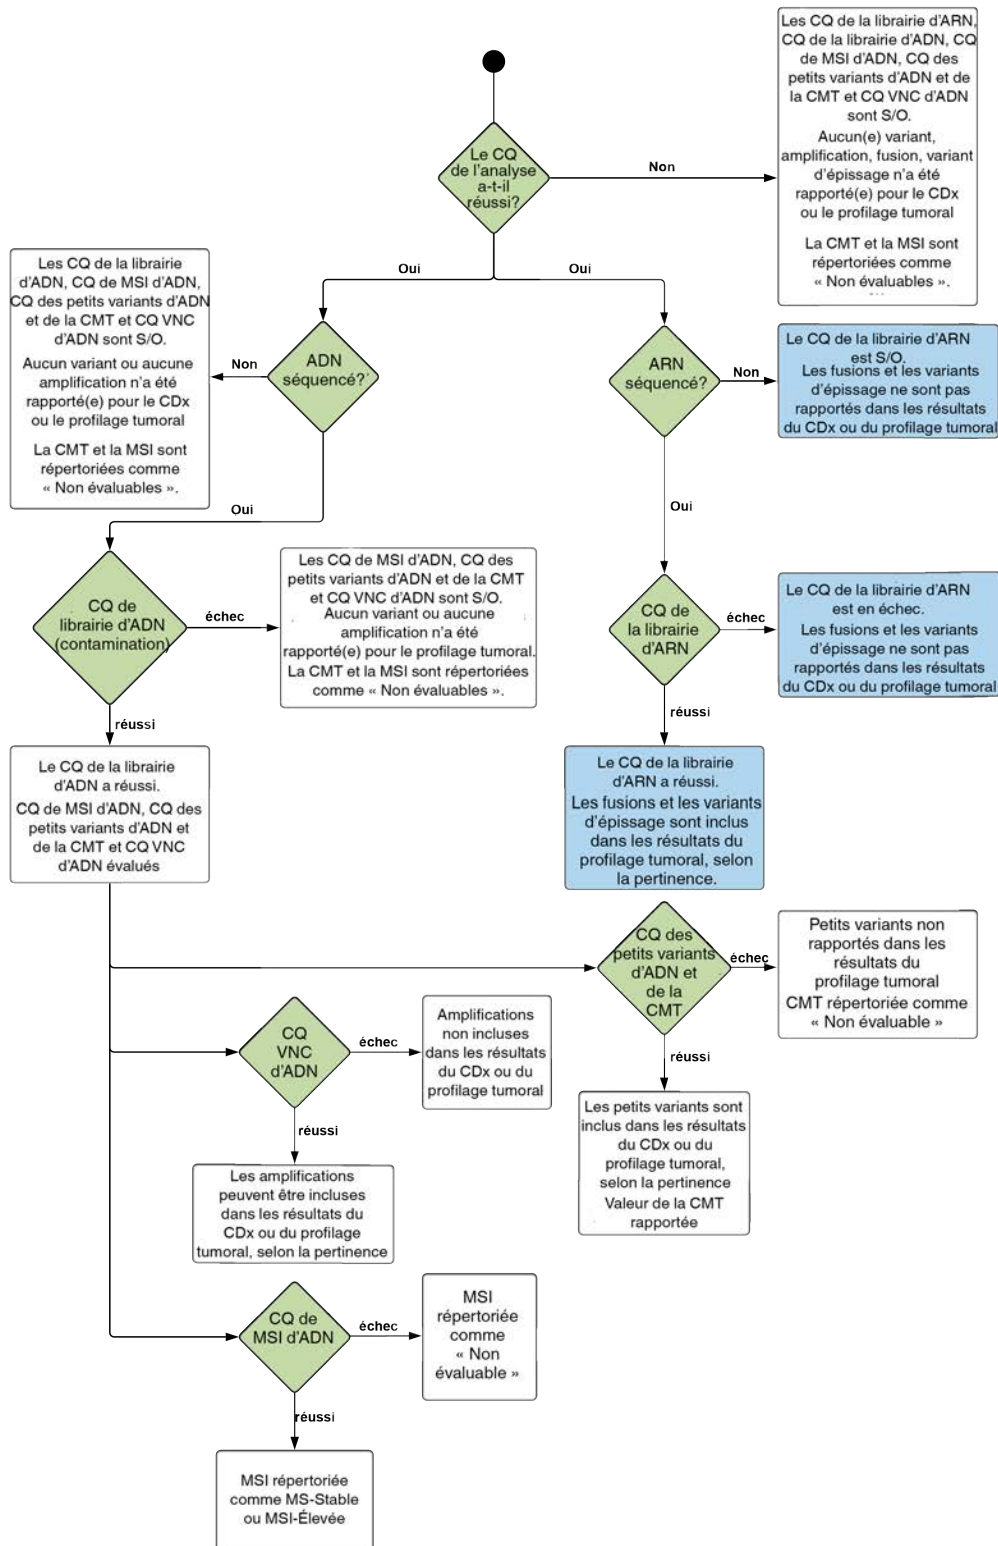 Les CQ de la librairie d'ARN,
CQ de la librairie d'ADN, CQ
de MSI d'ADN, CQ des
petits variants d'ADN et de
la CMT et CQ VNC d'ADN
sont S/O.
Aucun(e) variant,
amplification, fusion, variant
d'épissage n'a été
rapporté(e) pour le CDx
ou le profilage tumoral
La CMT et la MSI sont
répertoriées comme
« Non évaluables ».
Le CQ
de l'analyse
a-t-il
réussi?
Non
Oui
Oui
Les CQ de la librairie
d'ADN, CQ de MSI d'ADN,
CQ des petits variants d'ADN
et de la CMT et CQ VNC
d'ADN sont S/O.
Aucun variant ou aucune
amplification n'a été
rapporté(e) pour le CDx
ou le profilage tumoral
La CMT et la MSI sont
répertoriées comme
« Non évaluables ».
Non
ADN
séquencé?
ARN
séquencé?
Non
Le CQ de la librairie d'ARN
est S/O.
Les fusions et les variants
d'épissage ne sont pas
rapportés dans les résultats
du CDx ou du profilage tumoral
Oui
Oui
CQ de
librairie d'ADN
(contamination)
échec
Les CQ de MSI d'ADN, CQ des
petits variants d'ADN et de la CMT
et CQ VNC d'ADN sont S/O.
Aucun variant ou aucune
amplification n'a été
rapporté(e) pour le profilage tumoral.
La CMT et la MSI sont répertoriées
comme « Non évaluables ».
CQ de
la librairie
d'ARN
échec
Le CQ de la librairie d'ARN
est en échec.
Les fusions et les variants
d'épissage ne sont pas
rapportés dans les résultats
du CDx ou du profilage tumoral
réussi
réussi
Le CQ de la librairie
d'ADN a réussi.
CQ de MSI d'ADN, CQ des
petits variants d'ADN et
de la CMT et CQ VNC
d'ADN évalués
Le CQ de la librairie
d'ARN a réussi.
Les fusions et les variants
d'épissage sont inclus
dans les résultats du
profilage tumoral, selon
la pertinence.
CQ des
petits variants
d'ADN et
de la
CMT
échec
Petits variants non
rapportés dans les
résultats du
profilage tumoral
CMT répertoriée comme
« Non évaluable »
réussi
Les petits variants sont
inclus dans les résultats
du CDx ou du
profilage tumoral,
selon la pertinence
Valeur de la CMT
rapportée
CQ
VNC
d'ADN
échec
Amplifications
non incluses
dans les résultats
du CDx ou du
profilage tumoral
réussi
Les amplifications
peuvent être incluses
dans les résultats du
CDx ou du profilage
tumoral, selon la pertinence
CQ de
MSI d'ADN
échec
MSI
répertoriée
comme
« Non
évaluable »
réussi
MSI répertoriée
comme MS-Stable
ou MSI-Élevée